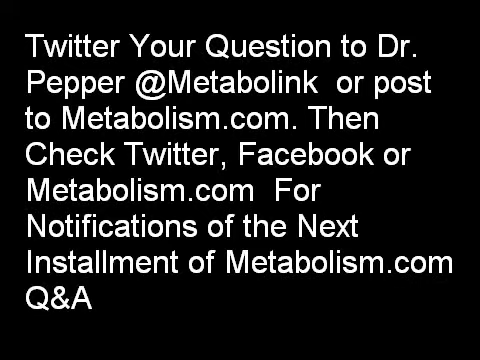 Twitter Your Question to Dr.
Pepper @Metabolink  or post
to Metabolism.com. Then
Check Twitter, Facebook or
Metabolism.com  For
Notifications of the Next
Installment of Metabolism.com
Q&A